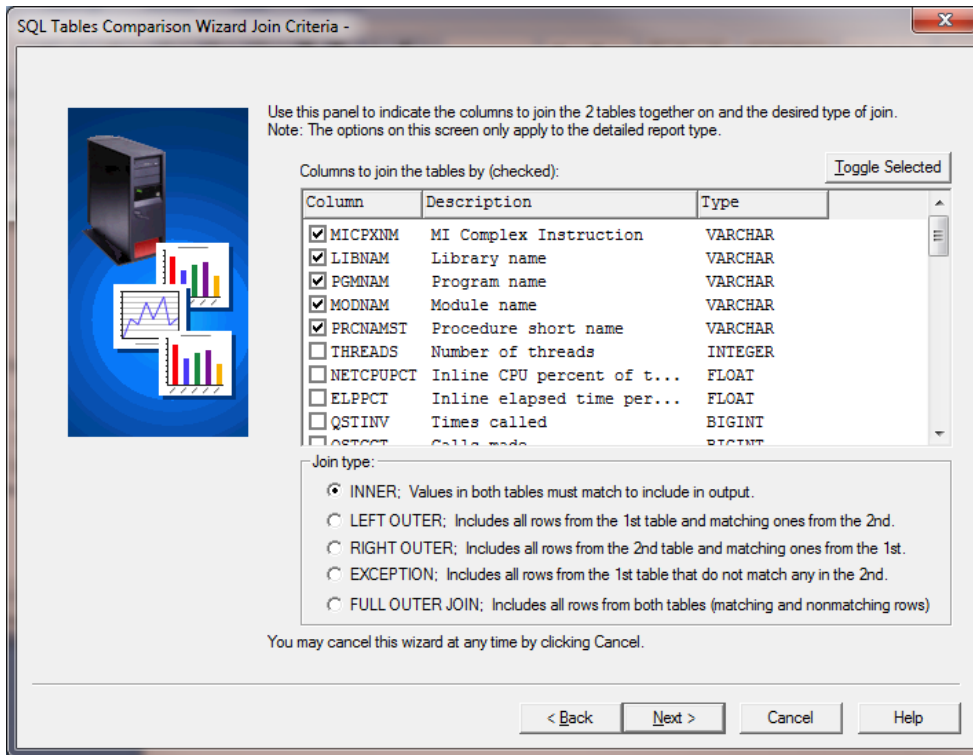 SQL Tables Comparison Wizard Join Criteria -
Use this panel to indicate the columns to join the 2 tables together on and the desired type of join.
Note: The options on this screen only apply to the detailed report type.
Columns to join the tables by (checked):
Toggle Selected
Column Description Type
MICPXNM MI Complex Instruction VARCHAR
LIBNAM Library name VARCHAR
PGMNAM Program name VARCHAR
MODNAM Module name VARCHAR
PRCNAMST Procedure short name VARCHAR
THREADS Number of threads INTEGER
NETCPUPCT Inline CPU percent of t... FLOAT
ELPPCT Inline elapsed time per... FLOAT
QSTINV Times called BIGINT
QSTCCT Calls made BIGINT
Join type:
INNER; Values in both tables must match to include in output.
LEFT OUTER; Includes all rows from the 1st table and matching ones from the 2nd.
RIGHT OUTER; Includes all rows from the 2nd table and matching ones from the 1st.
EXCEPTION; Includes all rows from the 1st table that do not match any in the 2nd.
FULL OUTER JOIN; Includes all rows from both tables (matching and nonmatching rows)
You may cancel this wizard at any time by clicking Cancel.
< Back
Next >
Cancel
Help